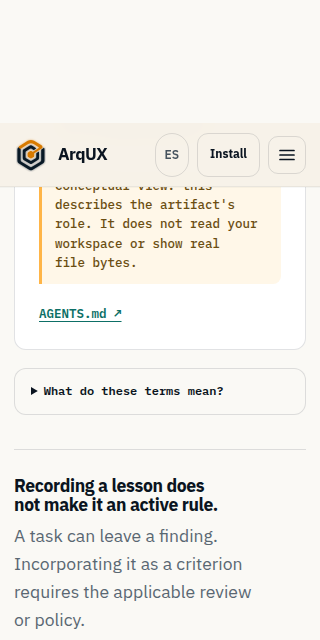 ArqUX
ES
Install
conceptual view: this
describes the artifact's
role. It does not read your
workspace or show real
file bytes.
AGENTS.md ↗
▶ What do these terms mean?
Recording a lesson does
not make it an active rule.
A task can leave a finding.
Incorporating it as a criterion
requires the applicable review
or policy.